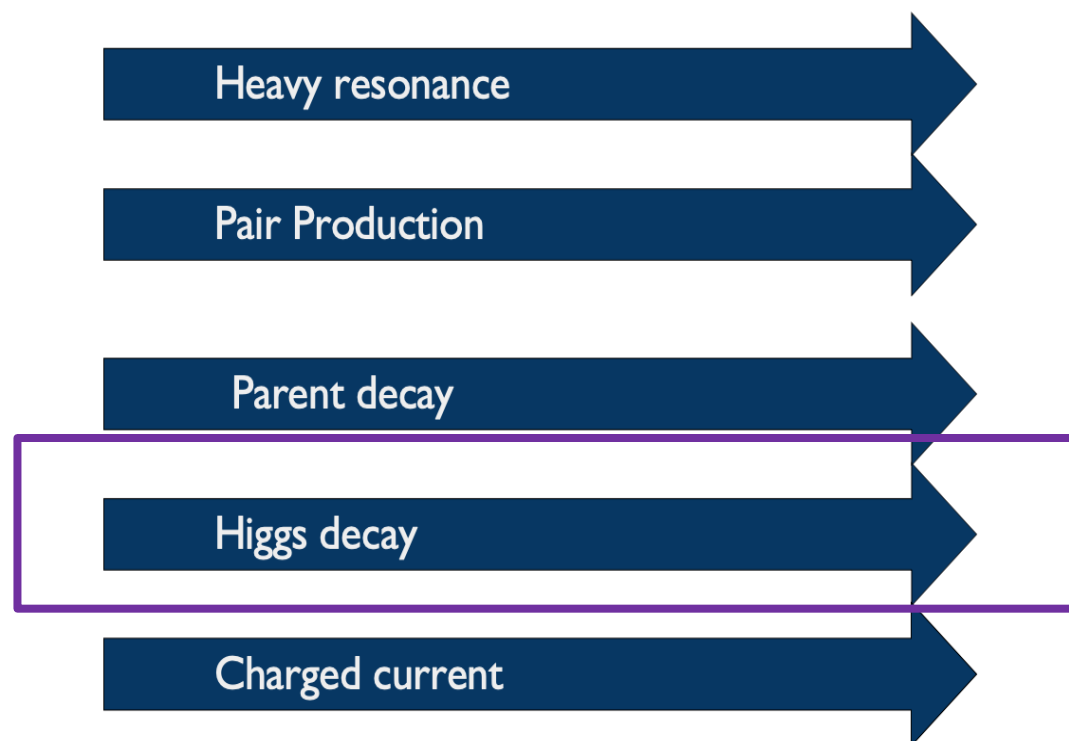 Heavy resonance
Pair Production
Parent decay
Higgs decay
Charged current